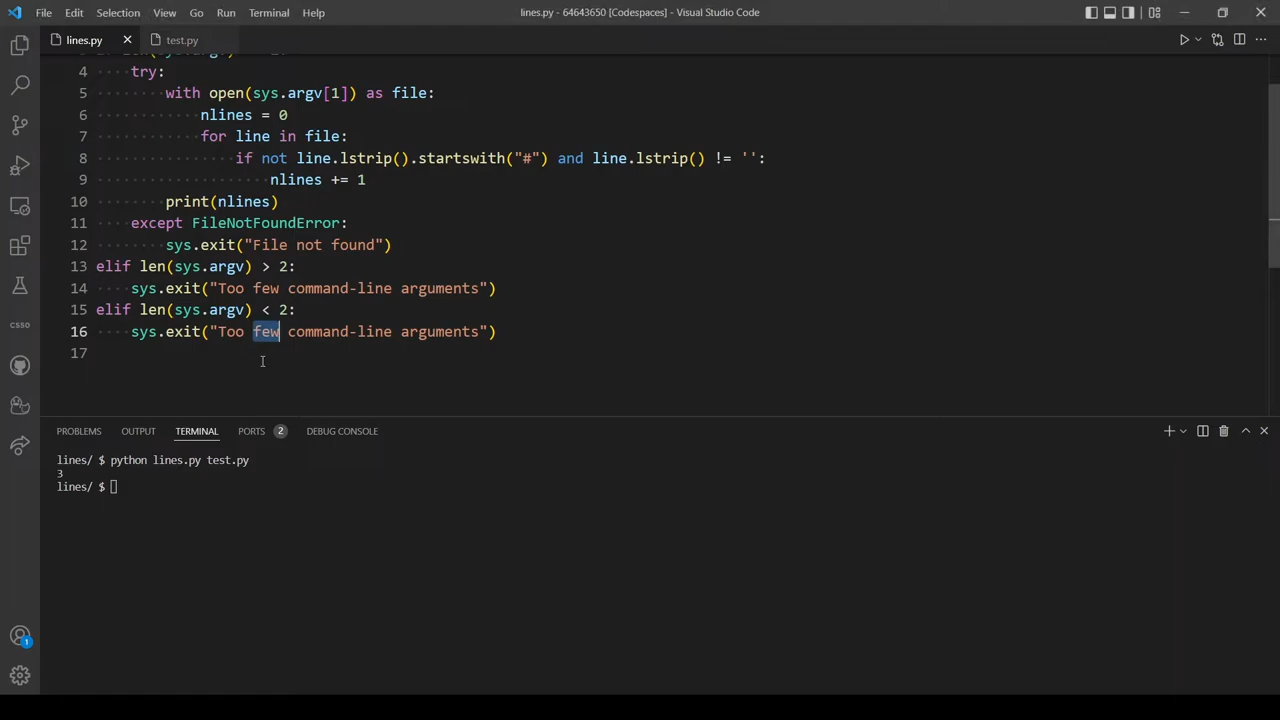 File Edit Selection View Go Run Terminal Help
lines.py - 64643650 [Codespaces] - Visual Studio Code
lines.py test.py
4 try:
5 with open(sys.argv[1]) as file:
6 nlines = 0
7 for line in file:
8 if not line.lstrip().startswith("#") and line.lstrip() != '':
9 nlines += 1
10 print(nlines)
11 except FileNotFoundError:
12 sys.exit("File not found")
13 elif len(sys.argv) > 2:
14 sys.exit("Too few command-line arguments")
15 elif len(sys.argv) < 2:
16 sys.exit("Too few command-line arguments")
17
CS50
PROBLEMS OUTPUT TERMINAL PORTS 2 DEBUG CONSOLE
lines/ $ python lines.py test.py
3
lines/ $
1